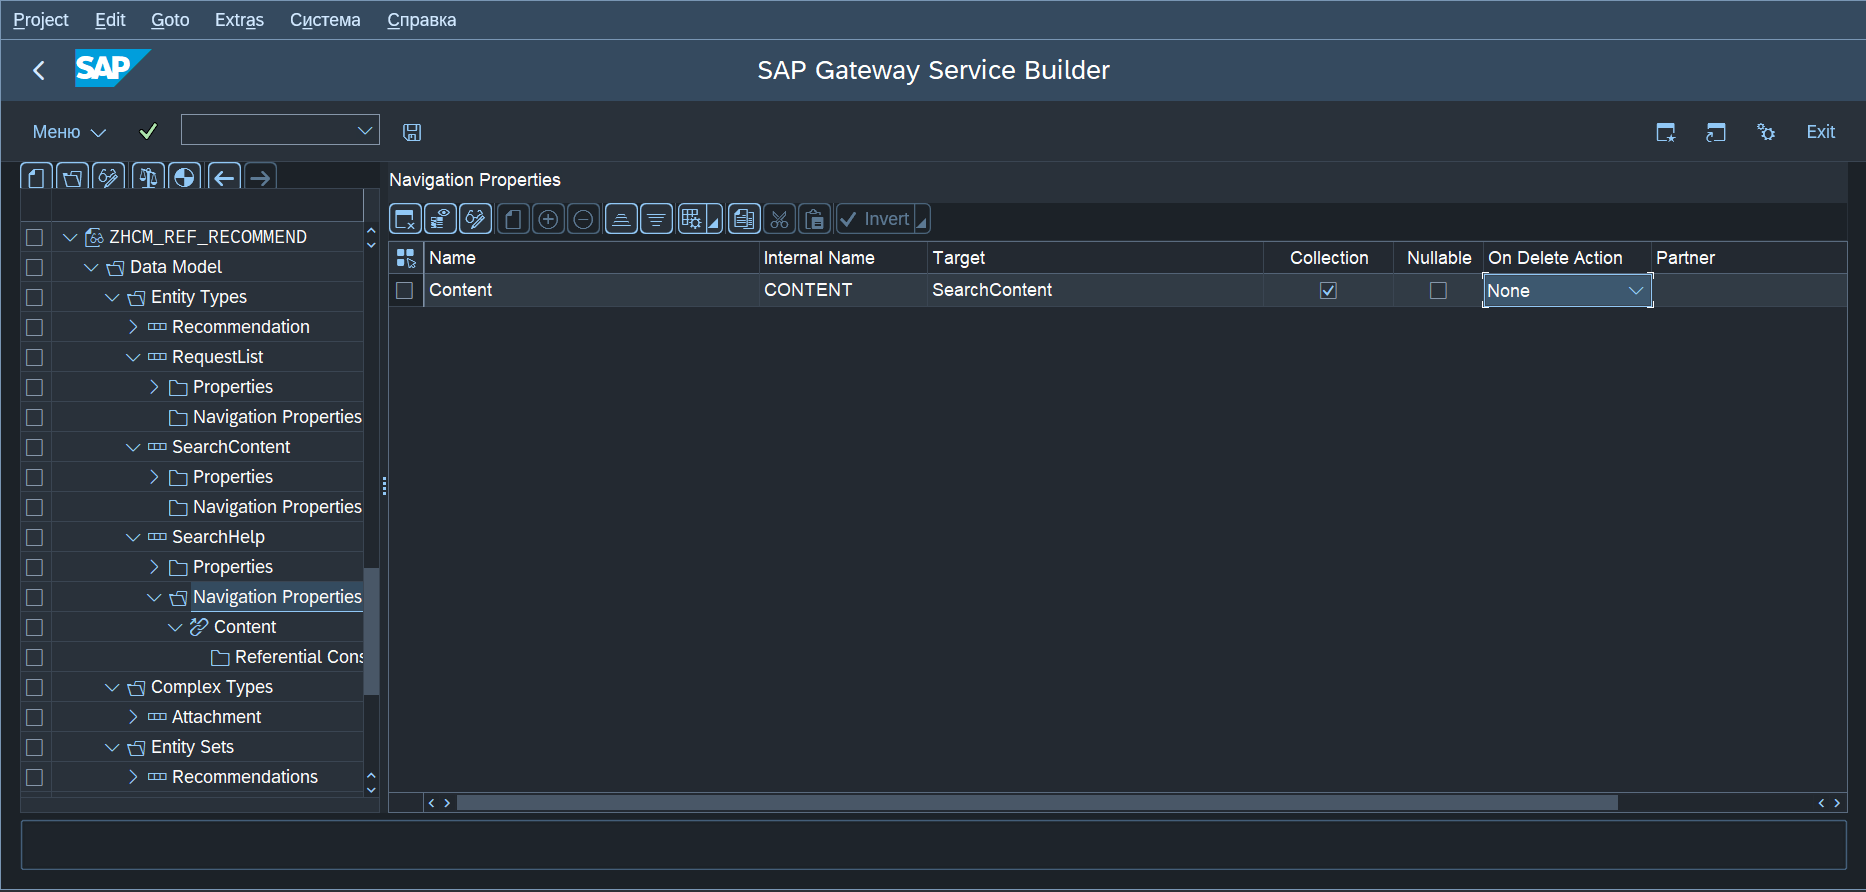 Project Edit Goto Extras Система Справка
SAP
SAP Gateway Service Builder
Меню
Exit
Navigation Properties
Invert
Name Internal Name Target Collection Nullable On Delete Action Partner
Content CONTENT SearchContent None
ZHCM_REF_RECOMMEND
Data Model
Entity Types
Recommendation
RequestList
Properties
Navigation Properties
SearchContent
Properties
Navigation Properties
SearchHelp
Properties
Navigation Properties
Content
Referential Cons
Complex Types
Attachment
Entity Sets
Recommendations